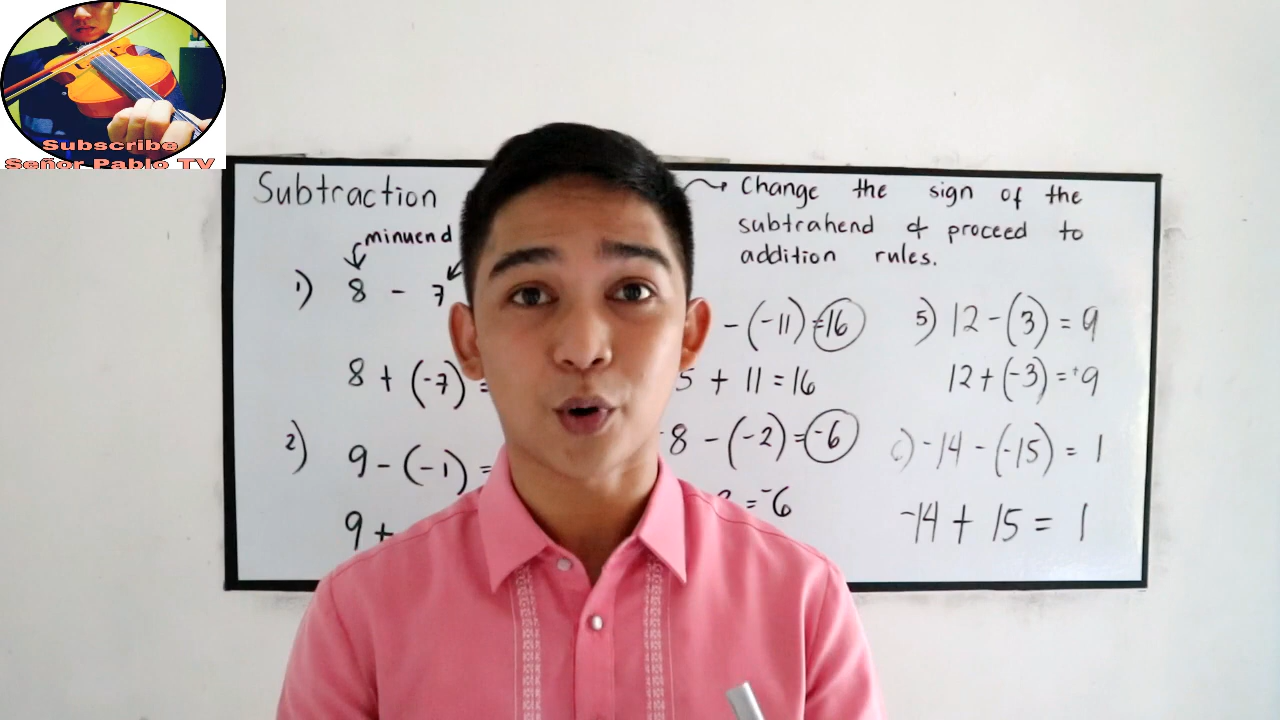 Subscribe
Señor Pablo TV
Subtraction
minuend
1) 8 - 7
8 + (-7) =
2) 9 - (-1) =
9 +
Change the sign of the
subtrahend & proceed to
addition rules.
- (-11) = 16
5 + 11 = 16
-8 - (-2) = -6
= -6
5) 12 - (3) = 9
12 + (-3) = +9
6) -14 - (-15) = 1
-14 + 15 = 1